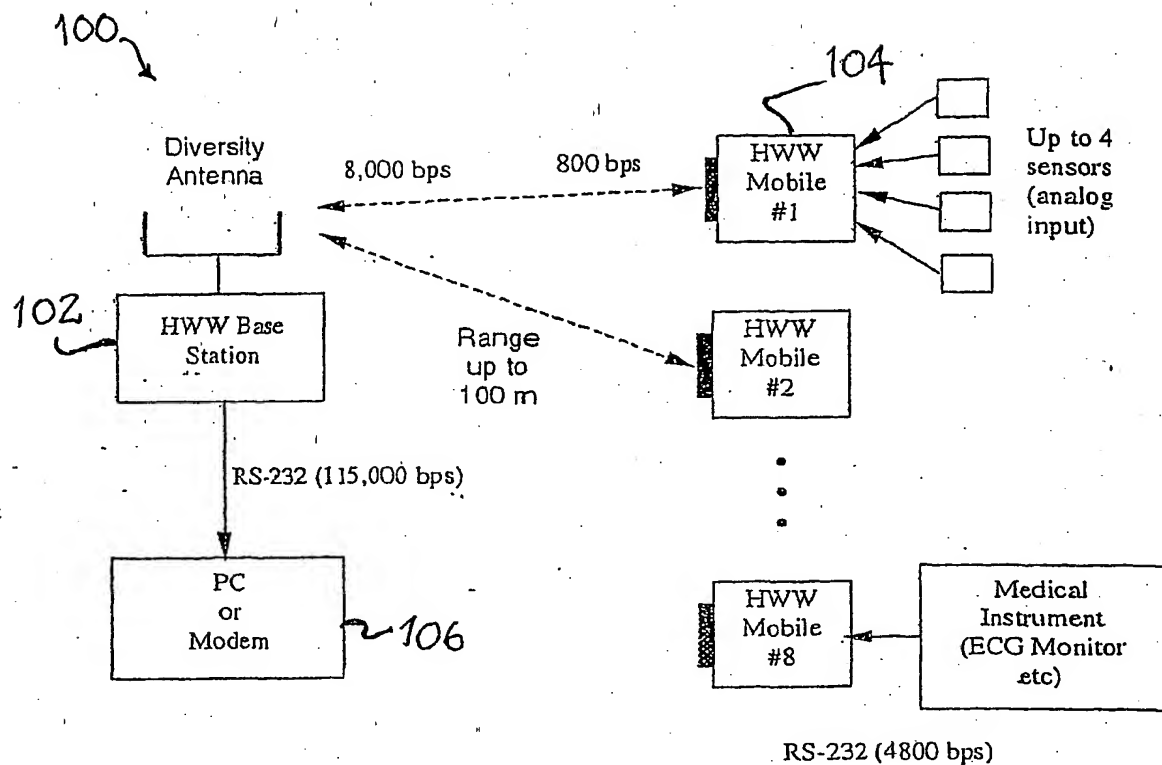 100
Diversity
Antenna
8,000 bps
800 bps
104
HWW
Mobile
#1
Up to 4
sensors
(analog
input)
102
HWW Base
Station
Range
up to
100 m
HWW
Mobile
#2
RS-232 (115,000 bps)
PC
or
Modem
106
HWW
Mobile
#8
Medical
Instrument
(ECG Monitor
etc)
RS-232 (4800 bps)